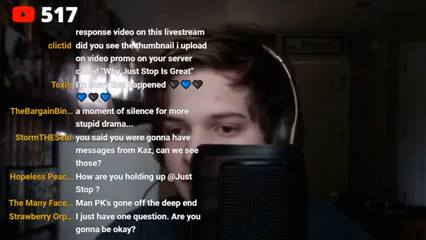 517
response video on this livestream
clictid did you see the thumbnail i upload
on video promo on your server
called "Why Just Stop Is Great"
Toxie
happened 🖤💙🖤
💙🖤💙
TheBargainBin... a moment of silence for more
stupid drama...
StormTHESeal you said you were gonna have
messages from Kaz, can we see
those?
Hopeless Peac... How are you holding up @Just
Stop ?
The Many Face... Man PK's gone off the deep end
Strawberry Orp... I just have one question. Are you
gonna be okay?